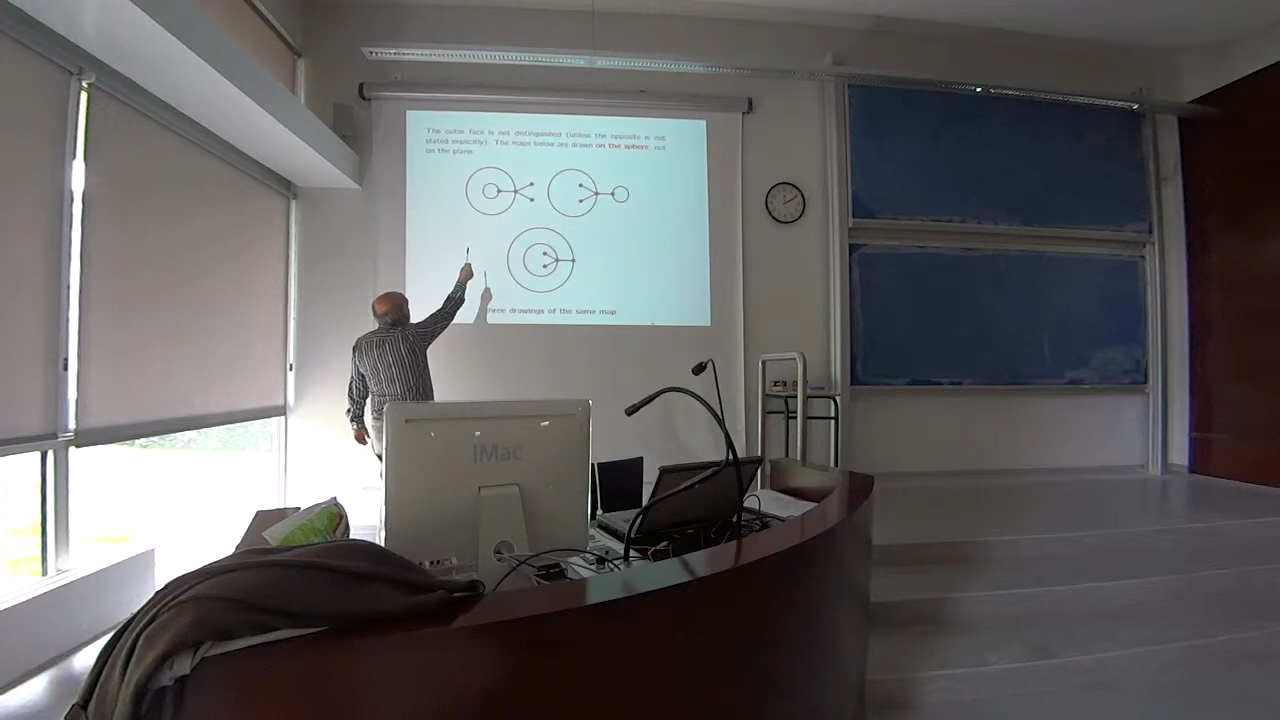 The outer face is not distinguished (unless the opposite is not
stated explicitly). The maps below are drawn on the sphere, not
on the plane.
hree drawings of the same map
iMac